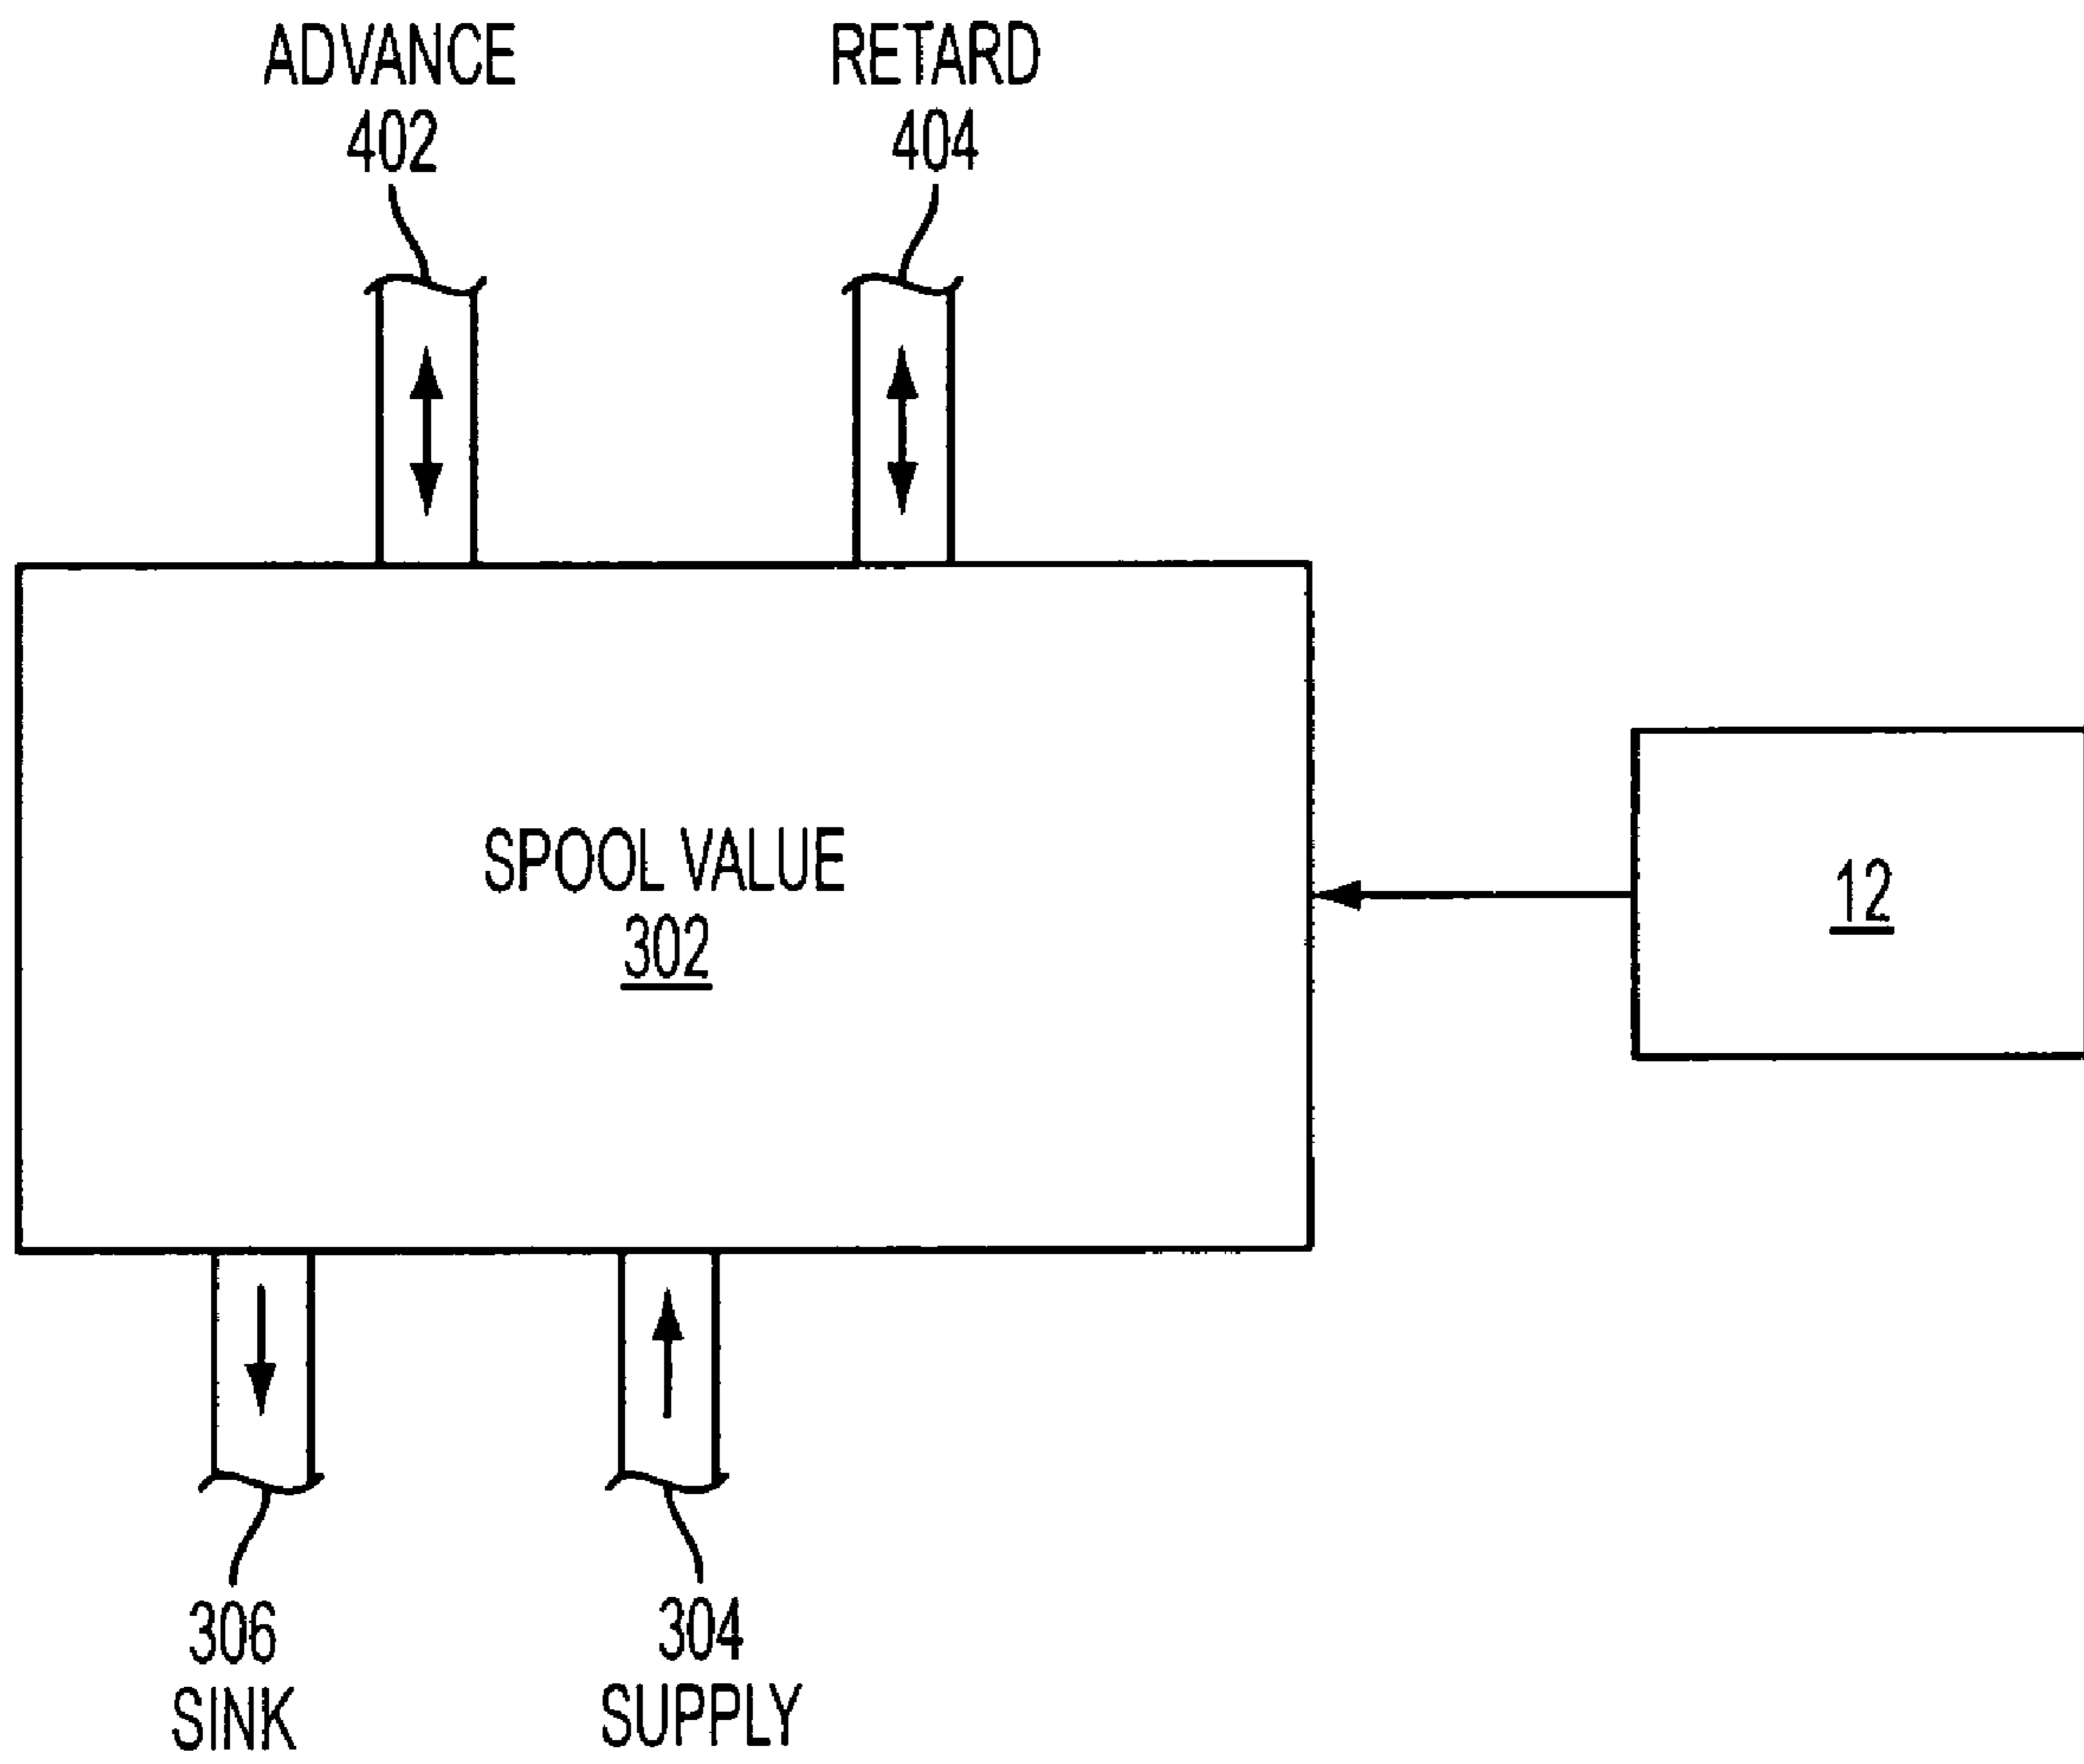 ADVANCE
402
RETARD
404
SPOOL VALUE
302
12
306
SINK
304
SUPPLY